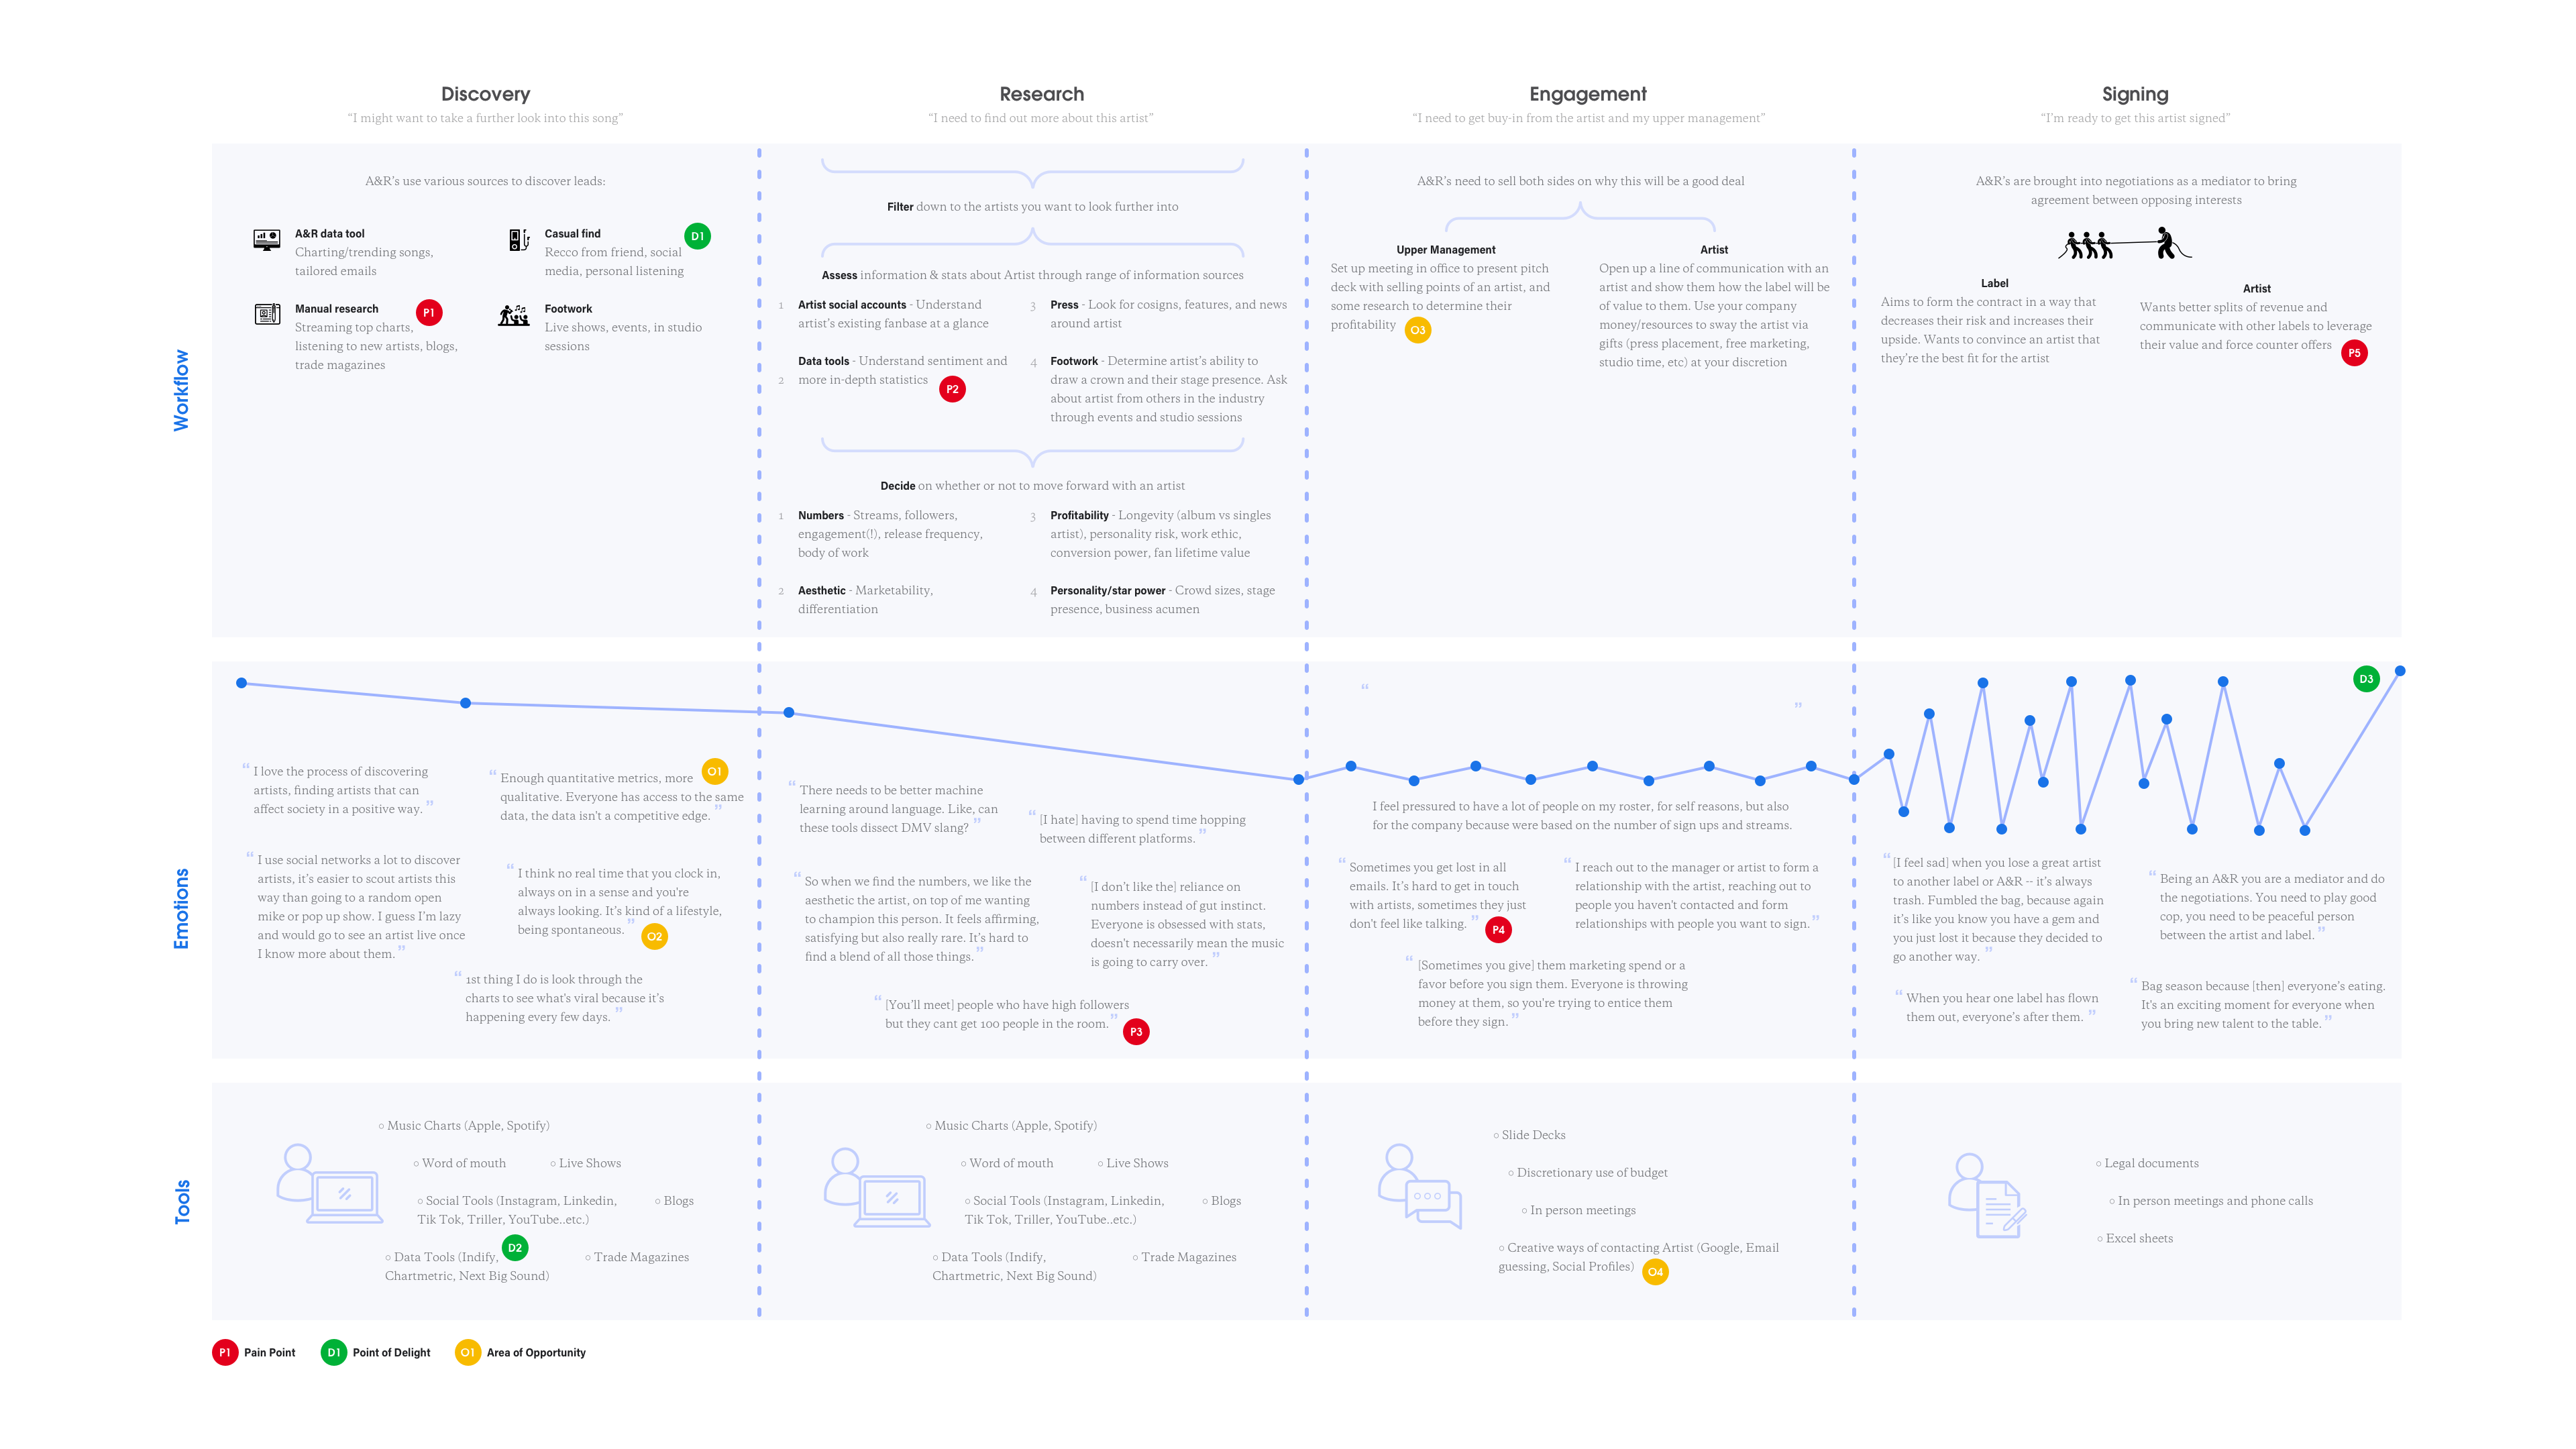 Discovery
“I might want to take a further look into this song”
Research
“I need to find out more about this artist”
Engagement
“I need to get buy-in from the artist and my upper management”
Signing
“I’m ready to get this artist signed”
Workflow
A&R’s use various sources to discover leads:
A&R data tool
Charting/trending songs,
tailored emails
Casual find
Recco from friend, social
media, personal listening
D1
Manual research
Streaming top charts,
listening to new artists, blogs,
trade magazines
P1
Footwork
Live shows, events, in studio
sessions
Filter down to the artists you want to look further into
Assess information & stats about Artist through range of information sources
1 Artist social accounts - Understand
artist’s existing fanbase at a glance
Data tools - Understand sentiment and
2 more in-depth statistics
P2
3 Press - Look for cosigns, features, and news
around artist
4 Footwork - Determine artist’s ability to
draw a crown and their stage presence. Ask
about artist from others in the industry
through events and studio sessions
Decide on whether or not to move forward with an artist
1 Numbers - Streams, followers,
engagement(!), release frequency,
body of work
2 Aesthetic - Marketability,
differentiation
3 Profitability - Longevity (album vs singles
artist), personality risk, work ethic,
conversion power, fan lifetime value
4 Personality/star power - Crowd sizes, stage
presence, business acumen
A&R’s need to sell both sides on why this will be a good deal
Upper Management
Set up meeting in office to present pitch
deck with selling points of an artist, and
some research to determine their
profitability
O3
Artist
Open up a line of communication with an
artist and show them how the label will be
of value to them. Use your company
money/resources to sway the artist via
gifts (press placement, free marketing,
studio time, etc) at your discretion
A&R’s are brought into negotiations as a mediator to bring
agreement between opposing interests
Label
Aims to form the contract in a way that
decreases their risk and increases their
upside. Wants to convince an artist that
they’re the best fit for the artist
Artist
Wants better splits of revenue and
communicate with other labels to leverage
their value and force counter offers
P5
Emotions
“ I love the process of discovering
artists, finding artists that can
affect society in a positive way. ”
“ Enough quantitative metrics, more
qualitative. Everyone has access to the same
data, the data isn't a competitive edge. ”
O1
“ I use social networks a lot to discover
artists, it’s easier to scout artists this
way than going to a random open
mike or pop up show. I guess I’m lazy
and would go to see an artist live once
I know more about them. ”
“ I think no real time that you clock in,
always on in a sense and you're
always looking. It’s kind of a lifestyle,
being spontaneous. ”
O2
“ 1st thing I do is look through the
charts to see what's viral because it’s
happening every few days. ”
“ There needs to be better machine
learning around language. Like, can
these tools dissect DMV slang? ”
“ [I hate] having to spend time hopping
between different platforms. ”
“ So when we find the numbers, we like the
aesthetic the artist, on top of me wanting
to champion this person. It feels affirming,
satisfying but also really rare. It’s hard to
find a blend of all those things. ”
“ [I don’t like the] reliance on
numbers instead of gut instinct.
Everyone is obsessed with stats,
doesn't necessarily mean the music
is going to carry over. ”
“ [You’ll meet] people who have high followers
but they cant get 100 people in the room. ”
P3
“
”
I feel pressured to have a lot of people on my roster, for self reasons, but also
for the company because were based on the number of sign ups and streams.
“ Sometimes you get lost in all
emails. It’s hard to get in touch
with artists, sometimes they just
don't feel like talking. ”
P4
“ I reach out to the manager or artist to form a
relationship with the artist, reaching out to
people you haven't contacted and form
relationships with people you want to sign. ”
“ [Sometimes you give] them marketing spend or a
favor before you sign them. Everyone is throwing
money at them, so you're trying to entice them
before they sign. ”
D3
“ [I feel sad] when you lose a great artist
to another label or A&R -- it’s always
trash. Fumbled the bag, because again
it’s like you know you have a gem and
you just lost it because they decided to
go another way. ”
“ Being an A&R you are a mediator and do
the negotiations. You need to play good
cop, you need to be peaceful person
between the artist and label. ”
“ When you hear one label has flown
them out, everyone’s after them. ”
“ Bag season because [then] everyone’s eating.
It's an exciting moment for everyone when
you bring new talent to the table. ”
Tools
○ Music Charts (Apple, Spotify)
○ Word of mouth
○ Live Shows
○ Social Tools (Instagram, Linkedin,
Tik Tok, Triller, YouTube..etc.)
○ Blogs
○ Data Tools (Indify,
Chartmetric, Next Big Sound)
D2
○ Trade Magazines
○ Music Charts (Apple, Spotify)
○ Word of mouth
○ Live Shows
○ Social Tools (Instagram, Linkedin,
Tik Tok, Triller, YouTube..etc.)
○ Blogs
○ Data Tools (Indify,
Chartmetric, Next Big Sound)
○ Trade Magazines
○ Slide Decks
○ Discretionary use of budget
○ In person meetings
○ Creative ways of contacting Artist (Google, Email
guessing, Social Profiles)
O4
○ Legal documents
○ In person meetings and phone calls
○ Excel sheets
P1 Pain Point
D1 Point of Delight
O1 Area of Opportunity